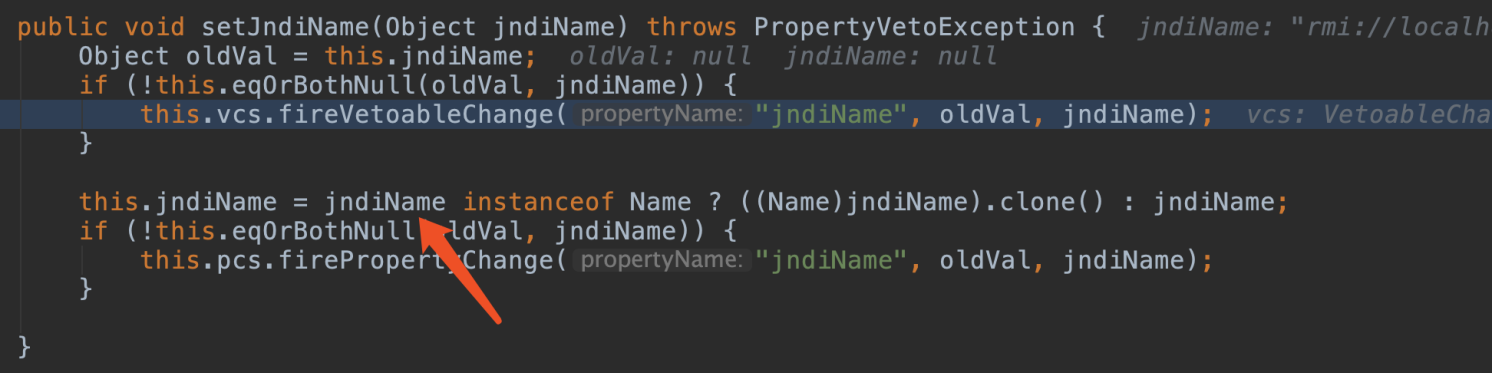 public void setJndiName(Object jndiName) throws PropertyVetoException { jndiName: "rmi://localh
Object oldVal = this.jndiName; oldVal: null jndiName: null
if (!this.eqOrBothNull(oldVal, jndiName)) {
this.vcs.fireVetoableChange( propertyName: "jndiName", oldVal, jndiName); vcs: VetoableCha
}
this.jndiName = jndiName instanceof Name ? ((Name)jndiName).clone() : jndiName;
if (!this.eqOrBothNull(oldVal, jndiName)) {
this.pcs.firePropertyChange( propertyName: "jndiName", oldVal, jndiName);
}
}